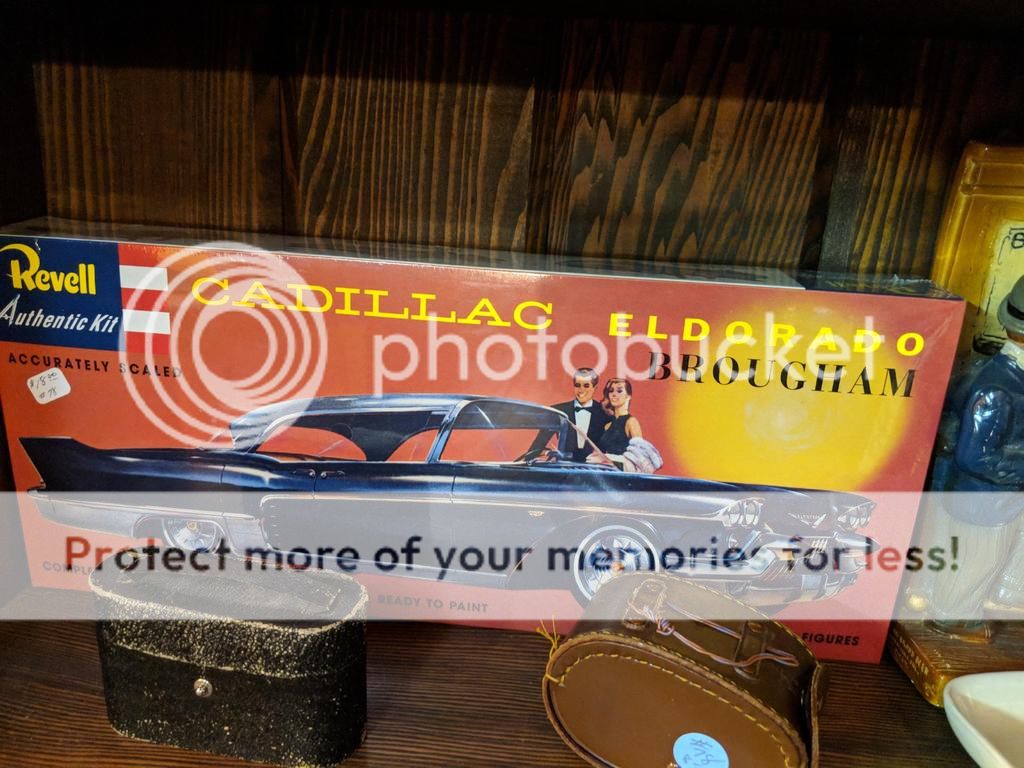 Revell
Authentic Kit
CADILLAC ELDORADO
BROUGHAM
ACCURATELY SCALED
photobucket
Protect more of your memories for less!
READY TO PAINT
FIGURES